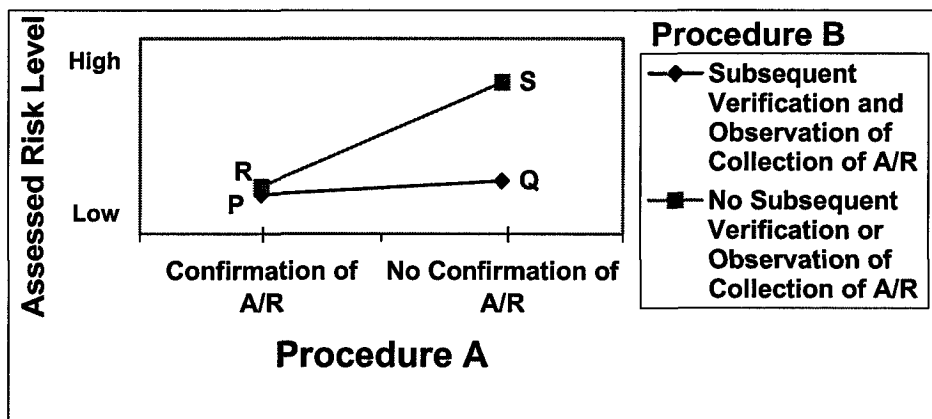 Assessed Risk Level
High
Low
R
P
S
Q
Confirmation of
A/R
No Confirmation of
A/R
Procedure A
Procedure B
Subsequent
Verification and
Observation of
Collection of A/R
No Subsequent
Verification or
Observation of
Collection of A/R